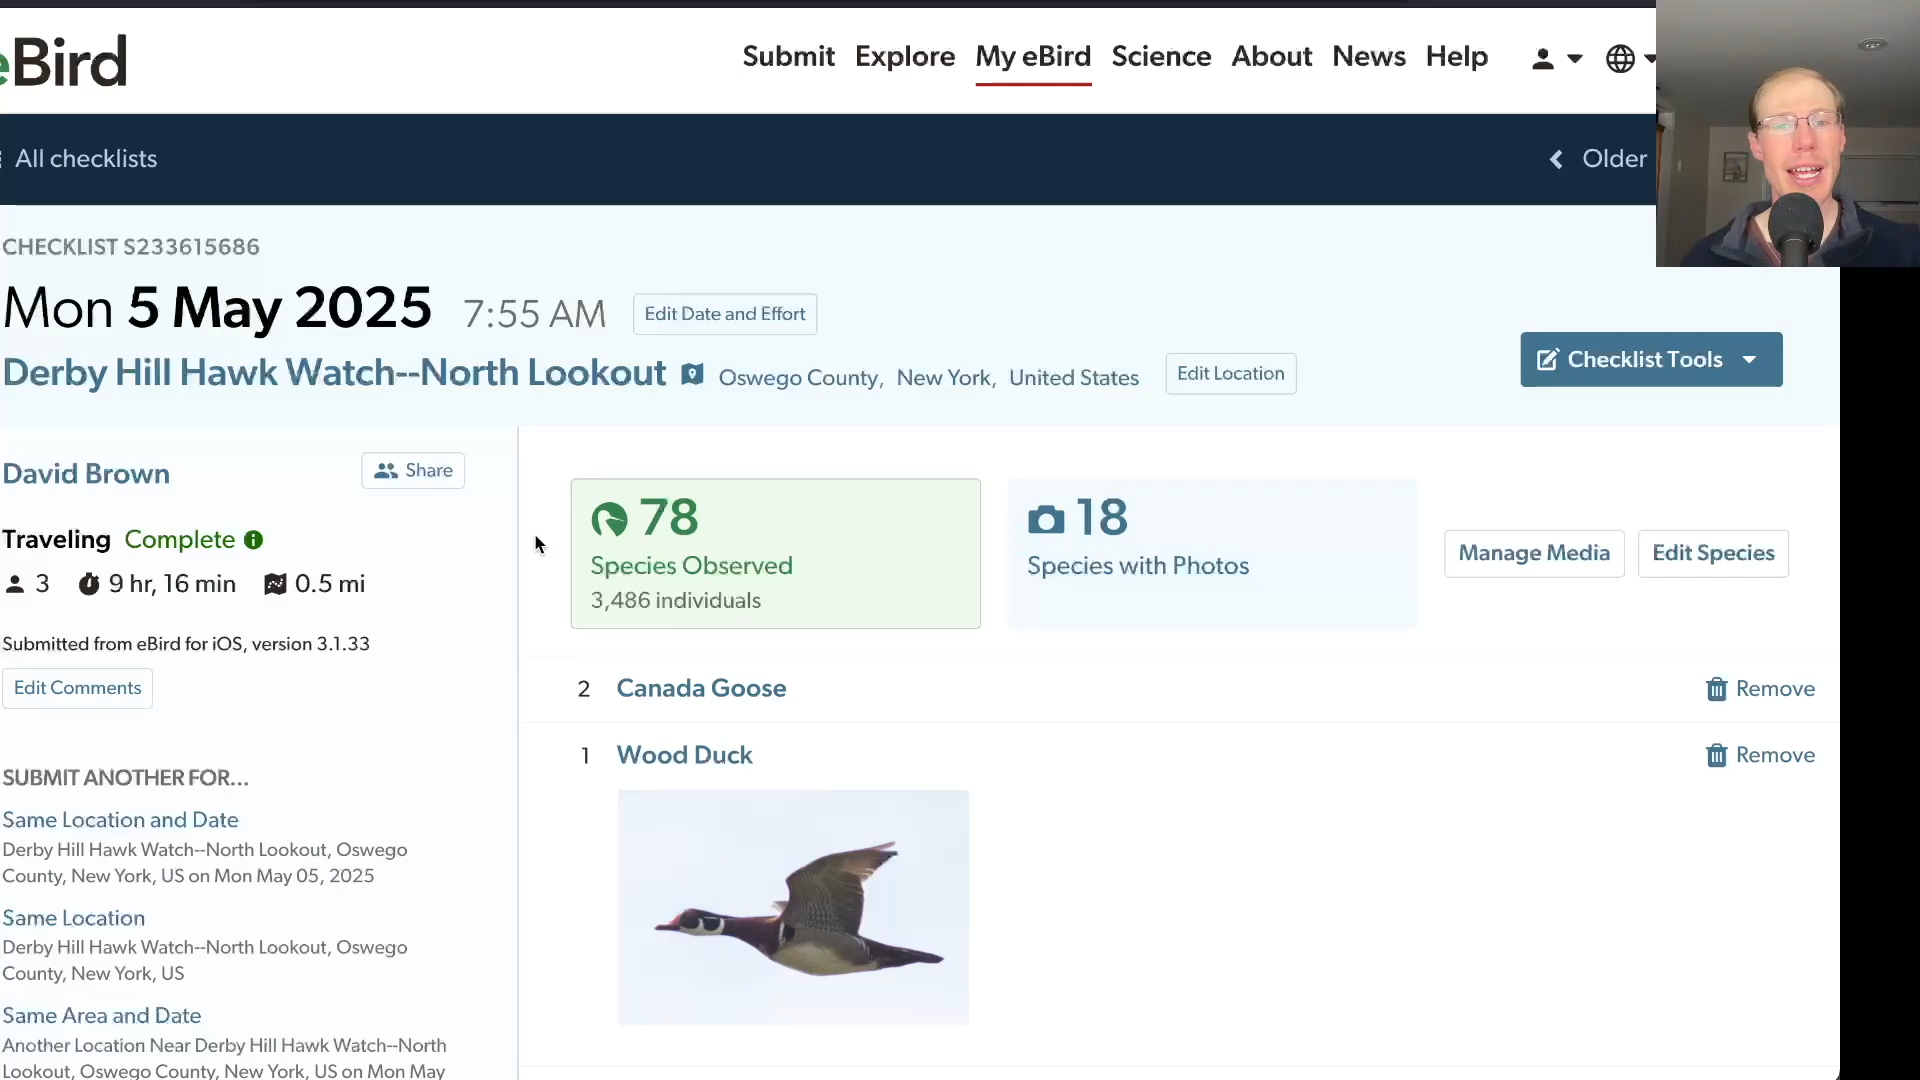 eBird
Submit Explore My eBird Science About News Help
All checklists
Older
CHECKLIST S233615686
Mon 5 May 2025 7:55 AM Edit Date and Effort
Derby Hill Hawk Watch--North Lookout Oswego County, New York, United States Edit Location
Checklist Tools
David Brown
Share
Traveling Complete
3 9 hr, 16 min 0.5 mi
Submitted from eBird for iOS, version 3.1.33
Edit Comments
SUBMIT ANOTHER FOR...
Same Location and Date
Derby Hill Hawk Watch--North Lookout, Oswego
County, New York, US on Mon May 05, 2025
Same Location
Derby Hill Hawk Watch--North Lookout, Oswego
County, New York, US
Same Area and Date
Another Location Near Derby Hill Hawk Watch--North
Lookout, Oswego County, New York, US on Mon May
78
Species Observed
3,486 individuals
18
Species with Photos
Manage Media
Edit Species
2 Canada Goose Remove
1 Wood Duck Remove